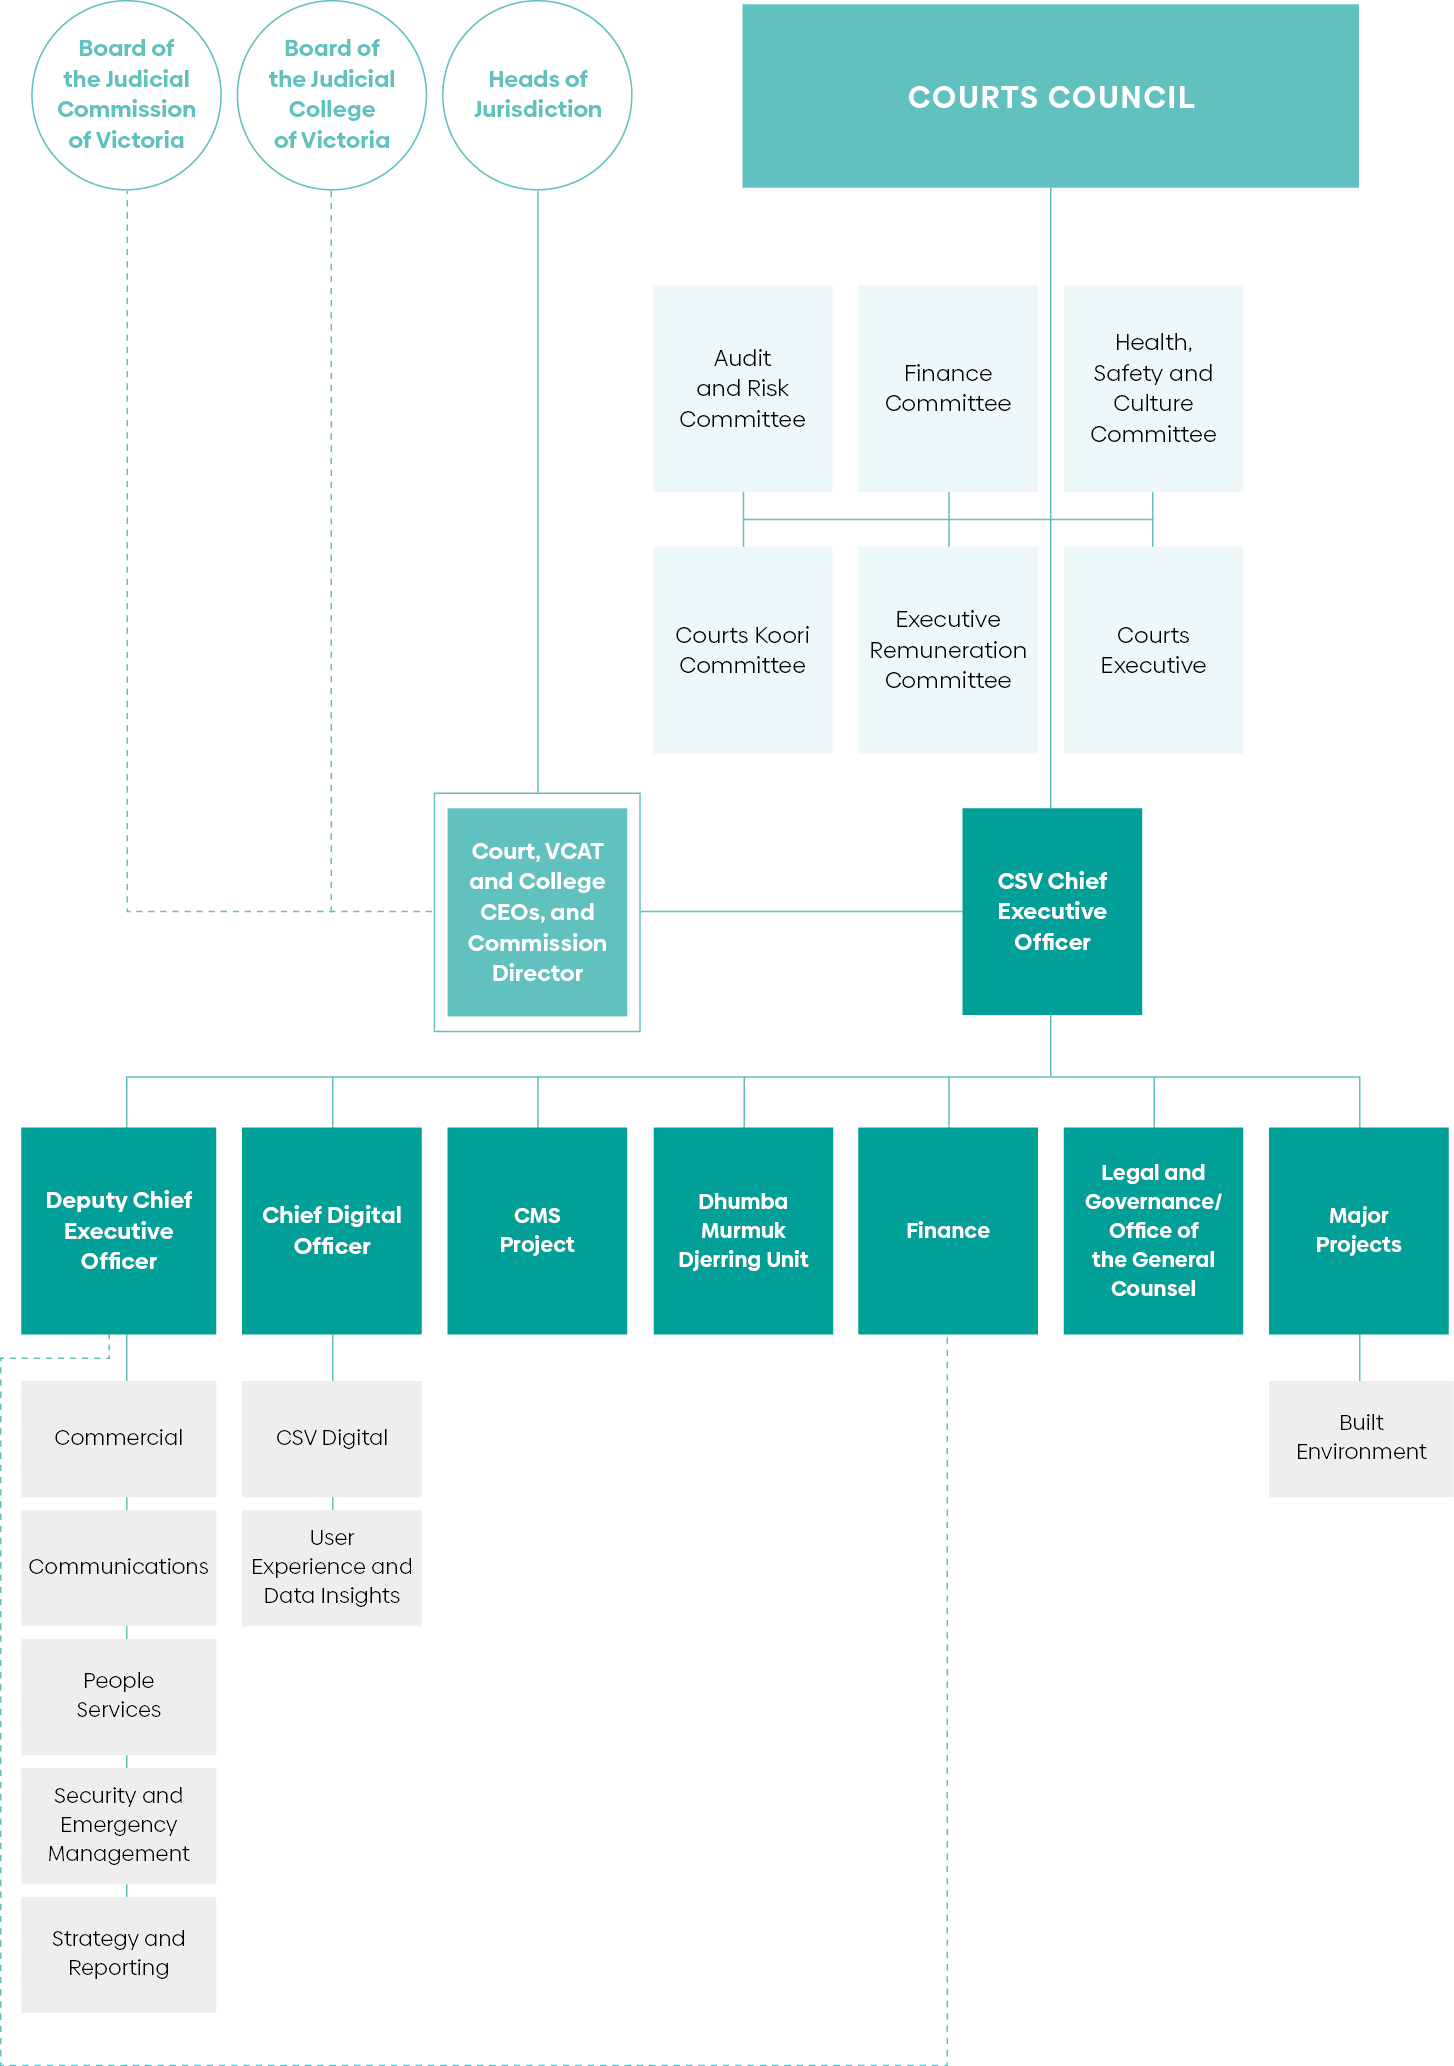 Board of
the Judicial
Commission
of Victoria
Board of
the Judicial
College
of Victoria
Heads of
Jurisdiction
COURTS COUNCIL
Audit
and Risk
Committee
Finance
Committee
Health,
Safety and
Culture
Committee
Courts Koori
Committee
Executive
Remuneration
Committee
Courts
Executive
Court, VCAT
and College
CEOs, and
Commission
Director
CSV Chief
Executive
Officer
Deputy Chief
Executive
Officer
Chief Digital
Officer
CMS
Project
Dhumba
Murmuk
Djerring Unit
Finance
Legal and
Governance/
Office of
the General
Counsel
Major
Projects
Commercial
CSV Digital
Built
Environment
Communications
User
Experience and
Data Insights
People
Services
Security and
Emergency
Management
Strategy and
Reporting